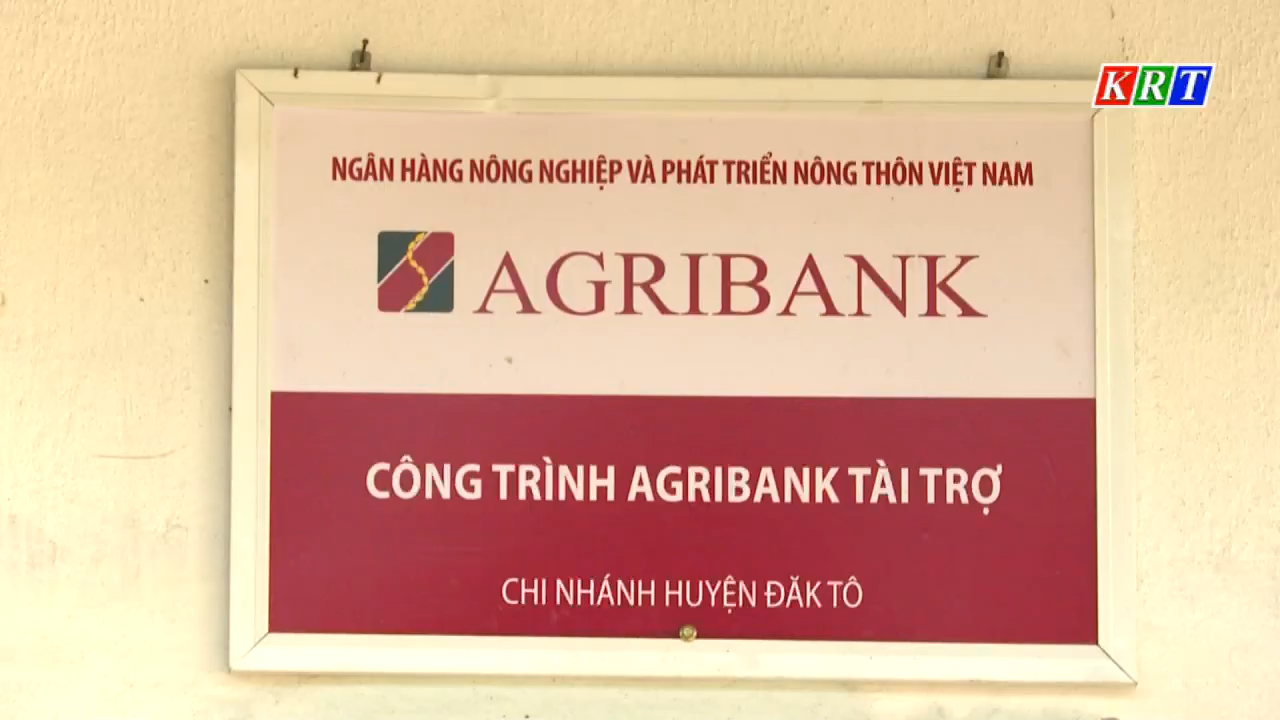 KRT
NGÂN HÀNG NÔNG NGHIỆP VÀ PHÁT TRIỂN NÔNG THÔN VIỆT NAM
AGRIBANK
CÔNG TRÌNH AGRIBANK TÀI TRỢ
CHI NHÁNH HUYỆN ĐĂK TÔ